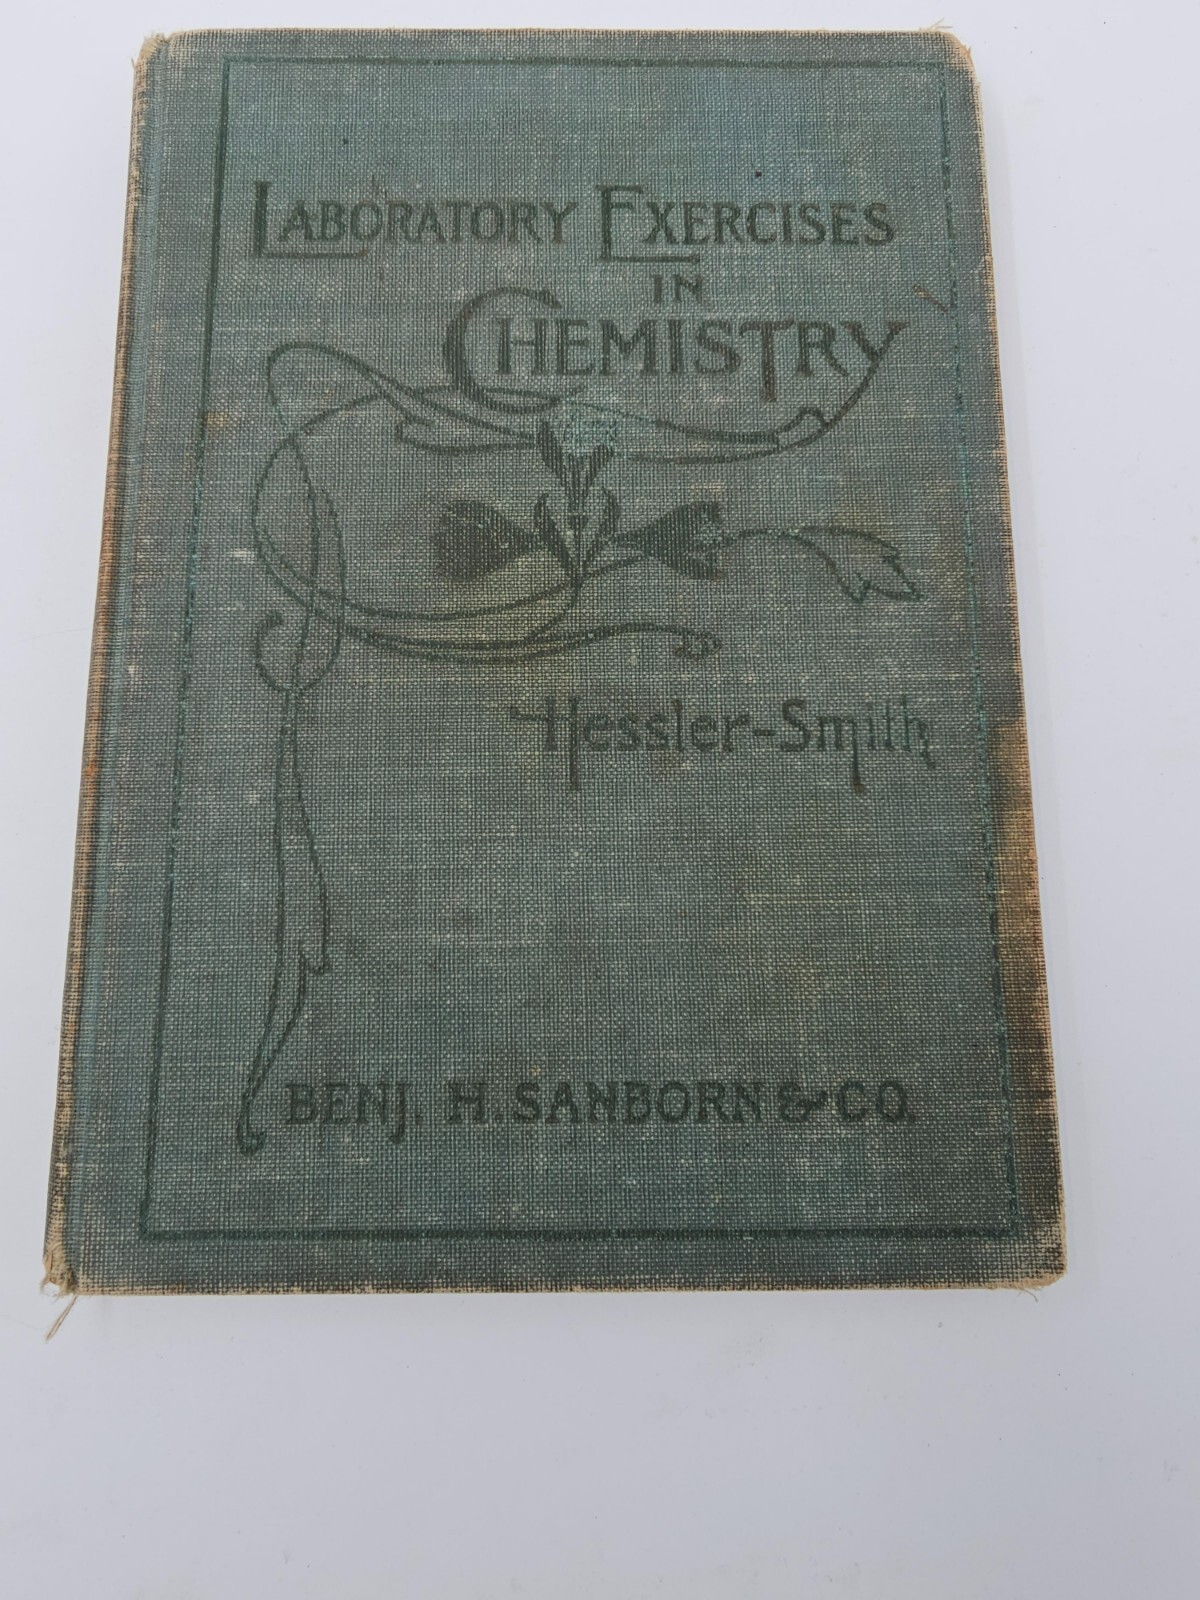 LABORATORY EXERCISES
IN
CHEMISTRY
Hessler-Smith
BENJ. H. SANBORN & CO.